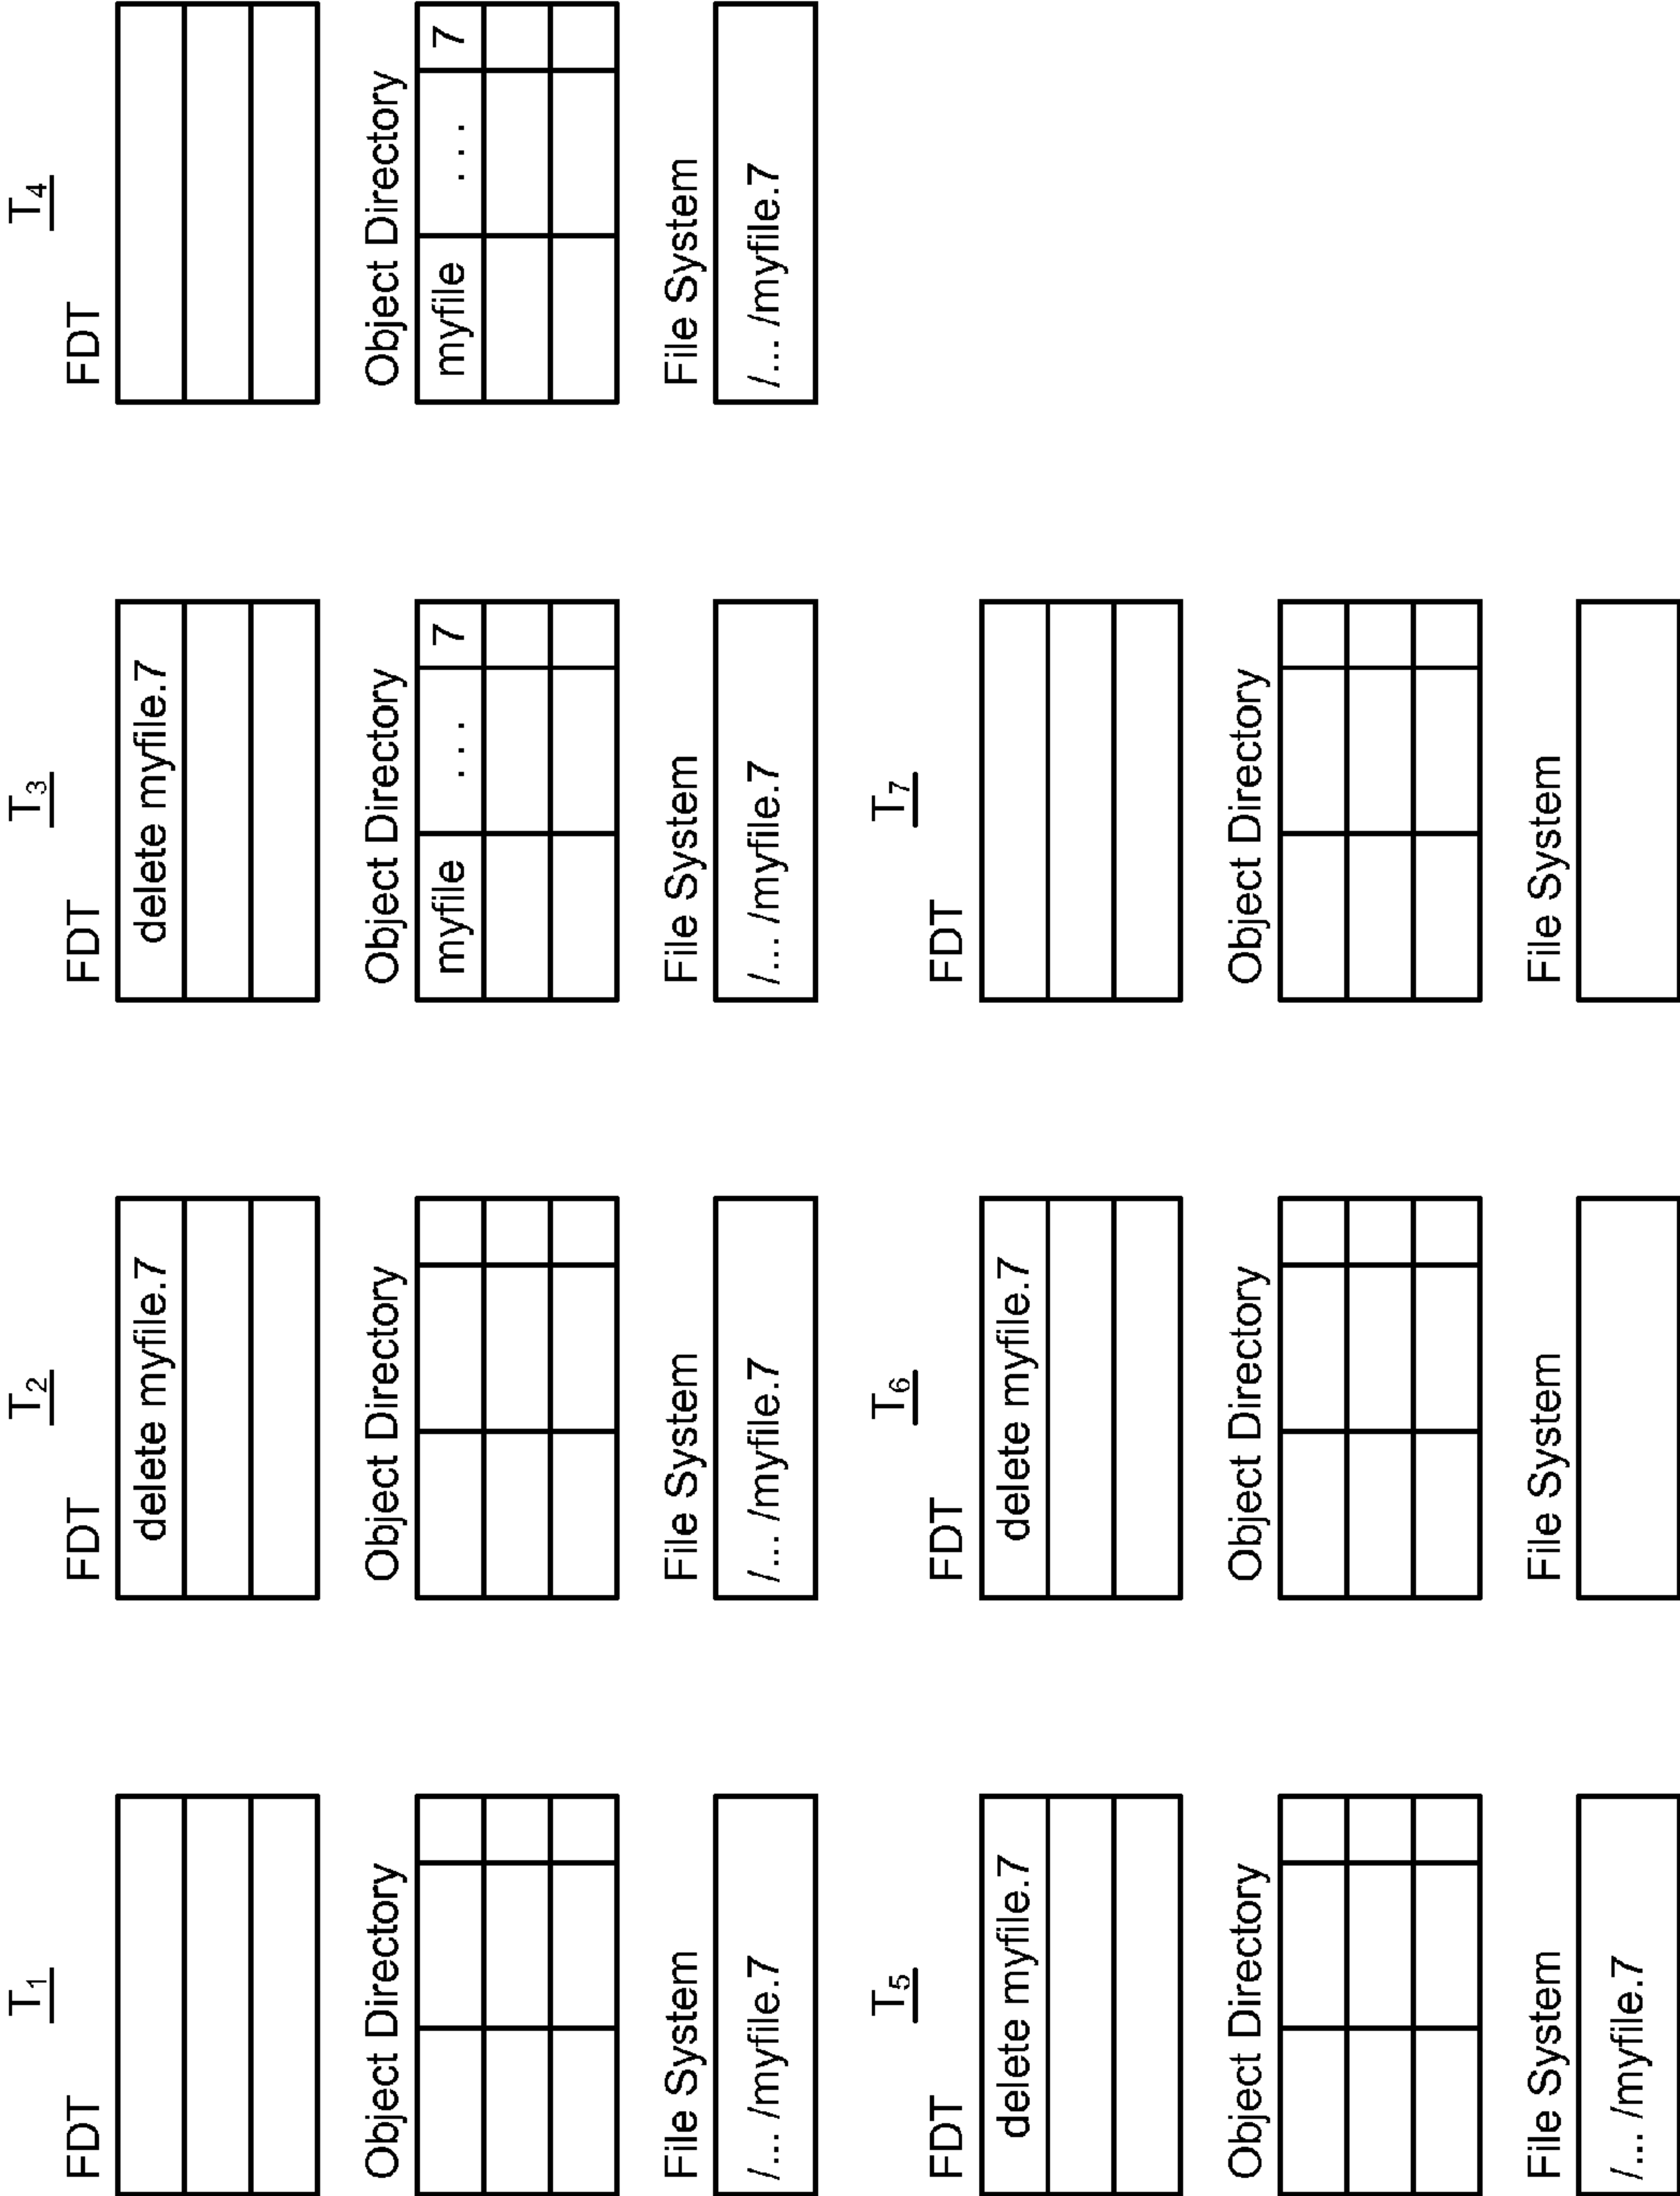 T1
FDT
Object Directory
File System
/... /myfile.7
T2
FDT
delete myfile.7
Object Directory
File System
/... /myfile.7
T3
FDT
delete myfile.7
Object Directory
myfile ... 7
File System
/... /myfile.7
T4
FDT
Object Directory
myfile ... 7
File System
/... /myfile.7
T5
FDT
delete myfile.7
Object Directory
File System
/... /myfile.7
T6
FDT
delete myfile.7
Object Directory
File System
T7
FDT
Object Directory
File System